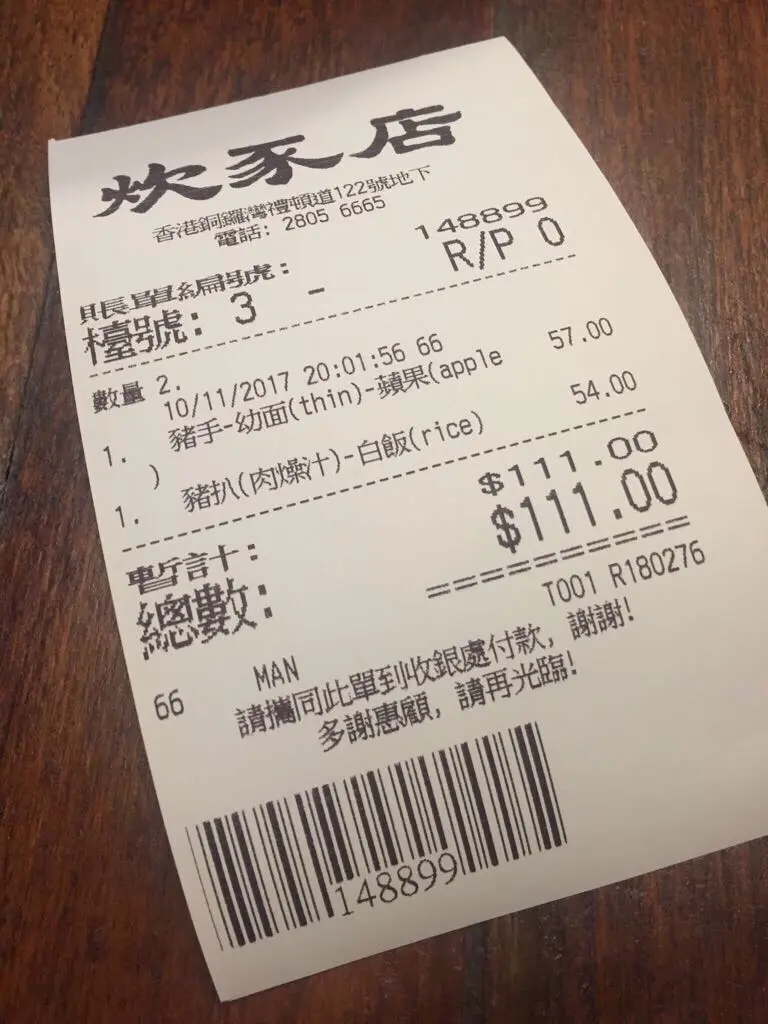 炊豕店
香港銅鑼灣禮頓道122號地下
電話: 2805 6665
賬單編號: 148899
檯號: 3 - R/P 0
數量 2.
10/11/2017 20:01:56 66
1. 豬手-幼面(thin)-蘋果(apple 57.00
)
1. 豬扒(肉燥汁)-白飯(rice) 54.00
暫計: $111.00
總數: $111.00
==========
T001 R180276
66 MAN
請攜同此單到收銀處付款, 謝謝!
多謝惠顧, 請再光臨!
148899